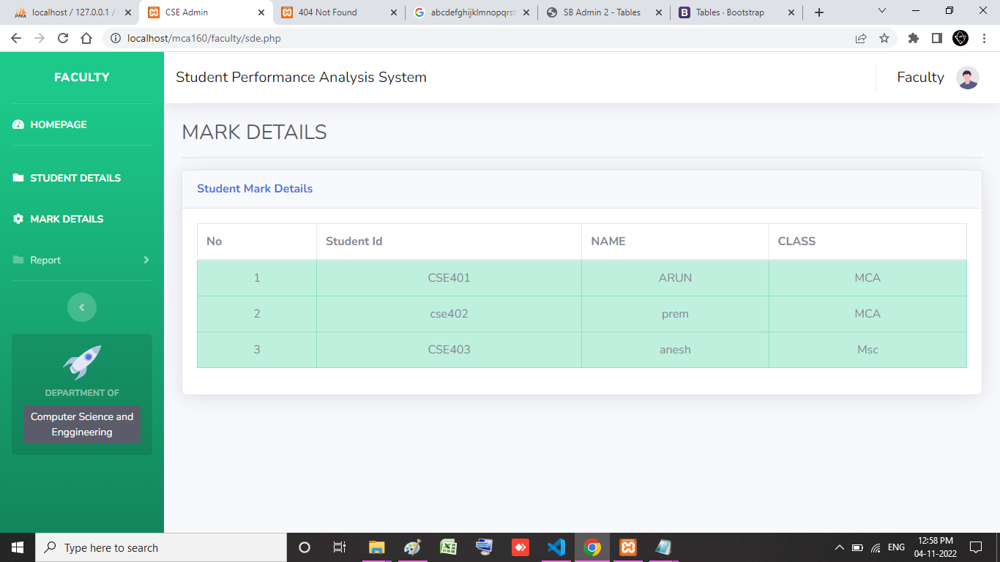 localhost / 127.0.0.1 /
CSE Admin
404 Not Found
abcdefghijklmnopqrst
SB Admin 2 - Tables
Tables · Bootstrap
localhost/mca160/faculty/sde.php
FACULTY
Student Performance Analysis System
Faculty
HOMEPAGE
STUDENT DETAILS
MARK DETAILS
Report
DEPARTMENT OF
Computer Science and
Enggineering
MARK DETAILS
Student Mark Details
No Student Id NAME CLASS
1 CSE401 ARUN MCA
2 cse402 prem MCA
3 CSE403 anesh Msc
Type here to search
ENG
12:58 PM
04-11-2022